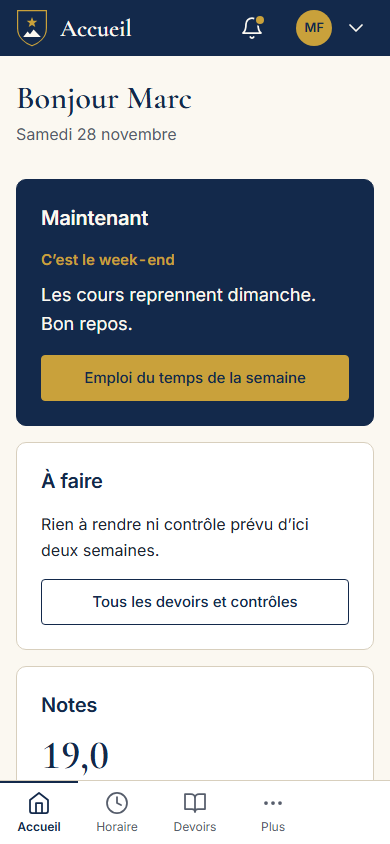 Accueil
MF
Bonjour Marc
Samedi 28 novembre
Maintenant
C’est le week-end
Les cours reprennent dimanche.
Bon repos.
Emploi du temps de la semaine
À faire
Rien à rendre ni contrôle prévu d’ici
deux semaines.
Tous les devoirs et contrôles
Notes
19,0
Accueil
Horaire
Devoirs
Plus